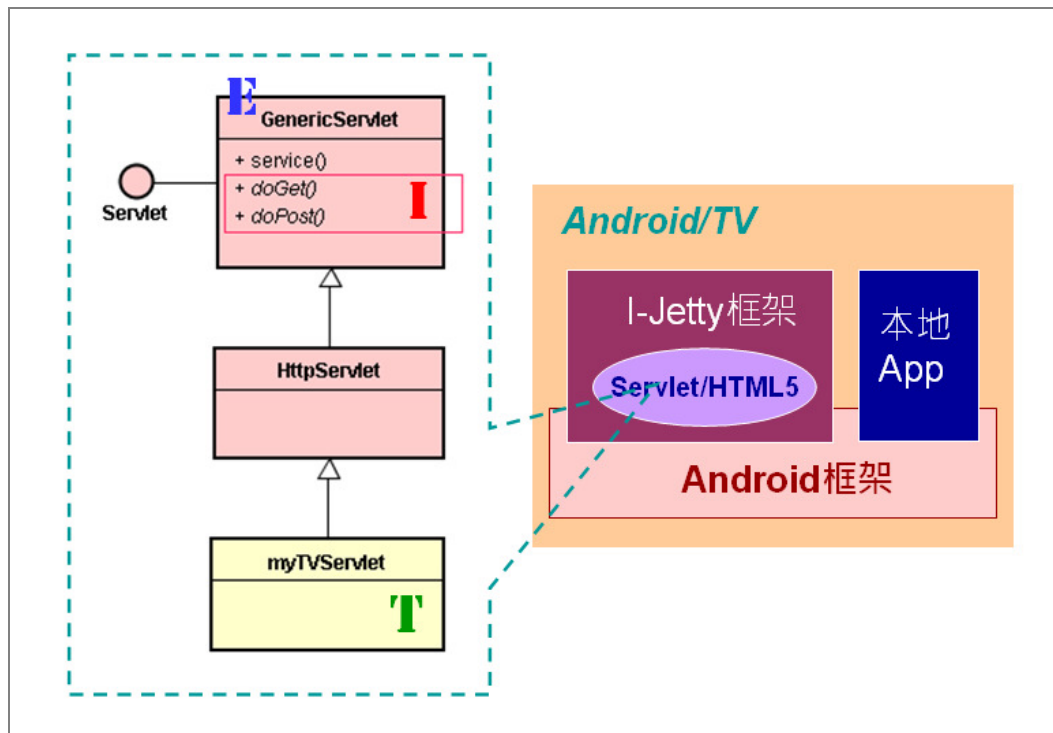 E
GenericServlet
+ service()
+ doGet()
+ doPost()
I
Servlet
HttpServlet
myTVServlet
T
Android/TV
I-Jetty框架
Servlet/HTML5
本地
App
Android框架